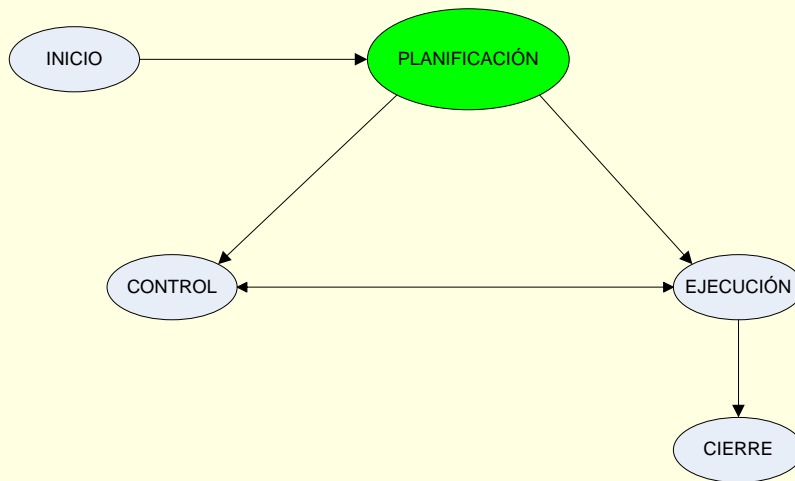 INICIO
PLANIFICACIÓN
CONTROL
EJECUCIÓN
CIERRE